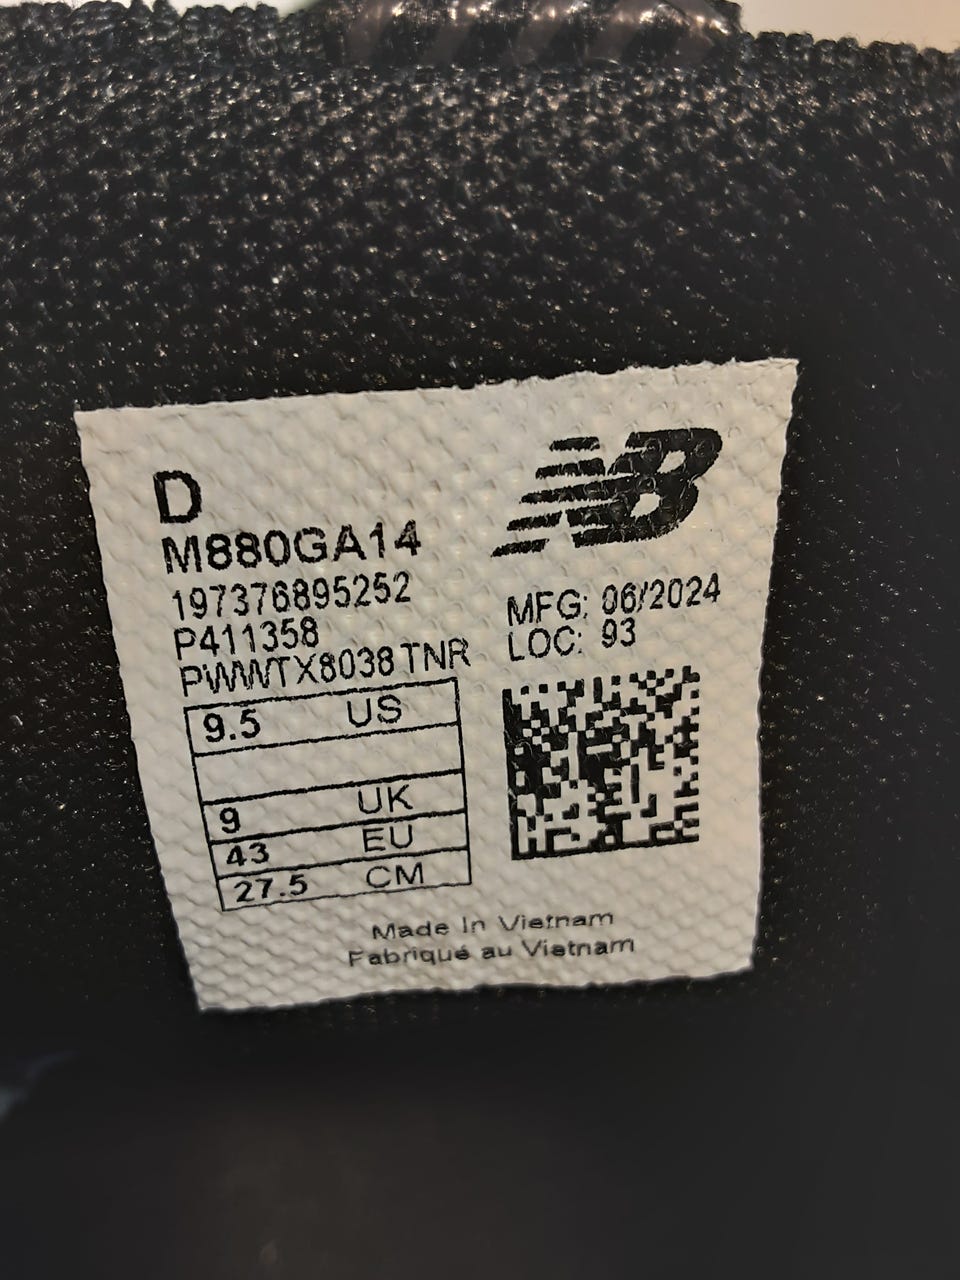 D
M880GA14
197376895252
P411358
PWWTX8038 TNR
NB
MFG: 06/2024
LOC: 93
9.5 US
9 UK
43 EU
27.5 CM
Made In Vietnam
Fabriqué au Vietnam